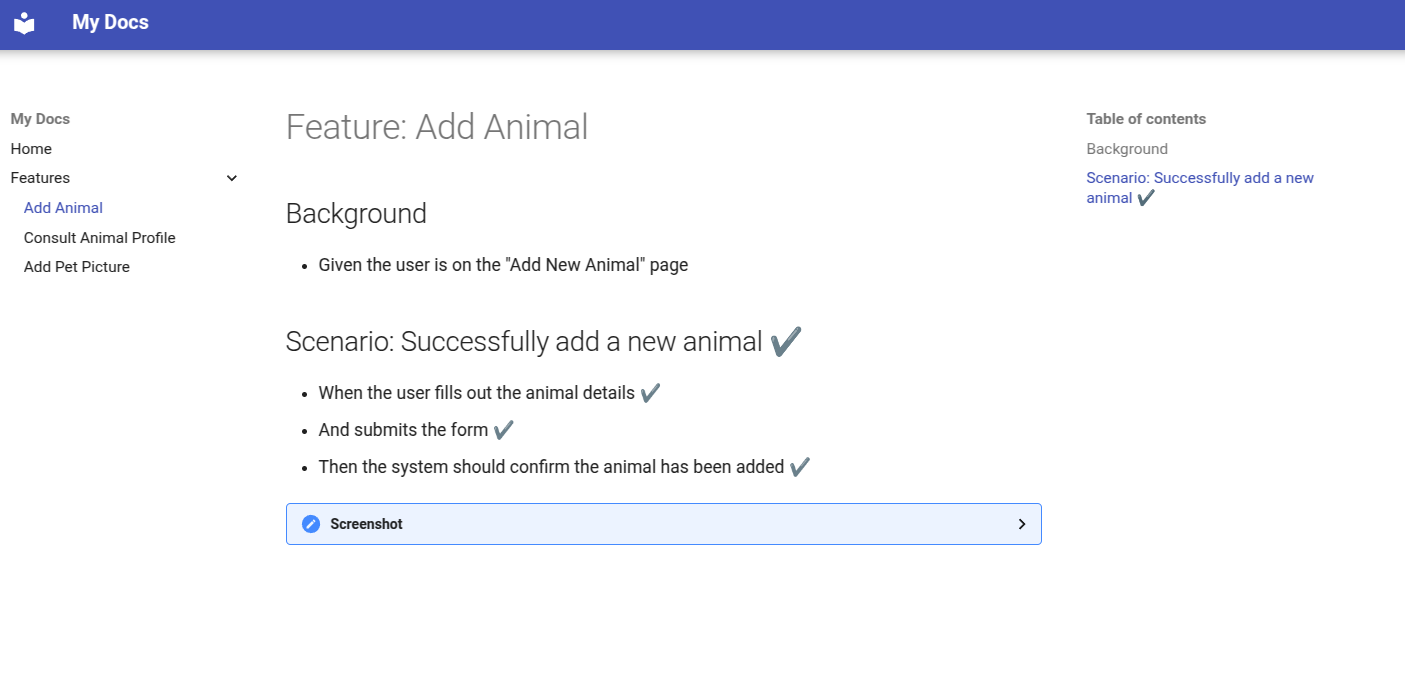 My Docs
My Docs
Home
Features
Add Animal
Consult Animal Profile
Add Pet Picture
Feature: Add Animal
Background
• Given the user is on the "Add New Animal" page
Scenario: Successfully add a new animal ✔
• When the user fills out the animal details ✔
• And submits the form ✔
• Then the system should confirm the animal has been added ✔
Screenshot
Table of contents
Background
Scenario: Successfully add a new
animal ✔